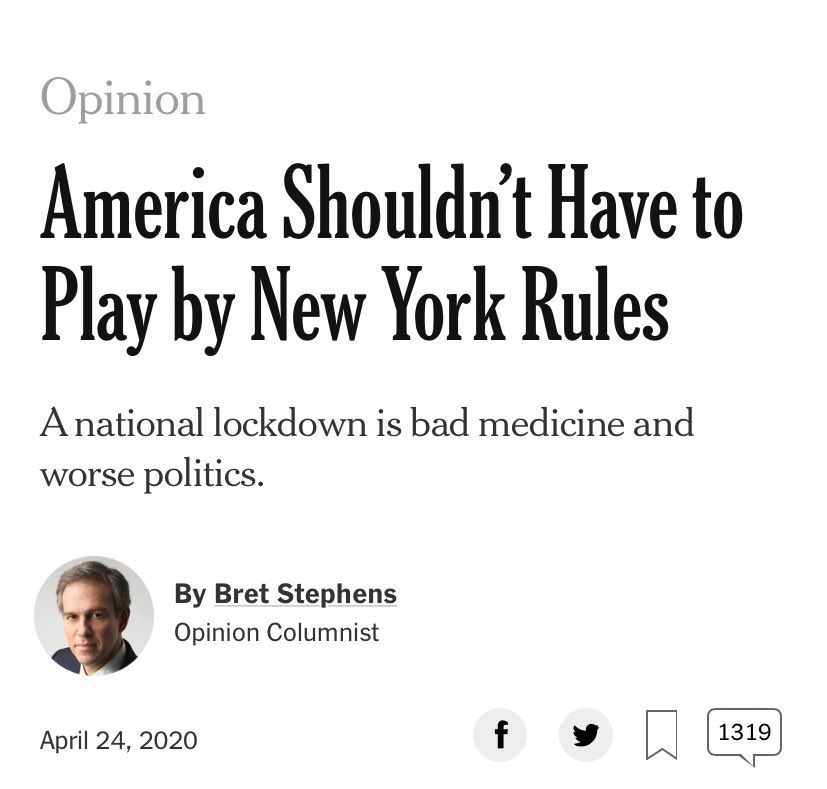 Opinion
America Shouldn’t Have to
Play by New York Rules
A national lockdown is bad medicine and
worse politics.
By Bret Stephens
Opinion Columnist
April 24, 2020
1319